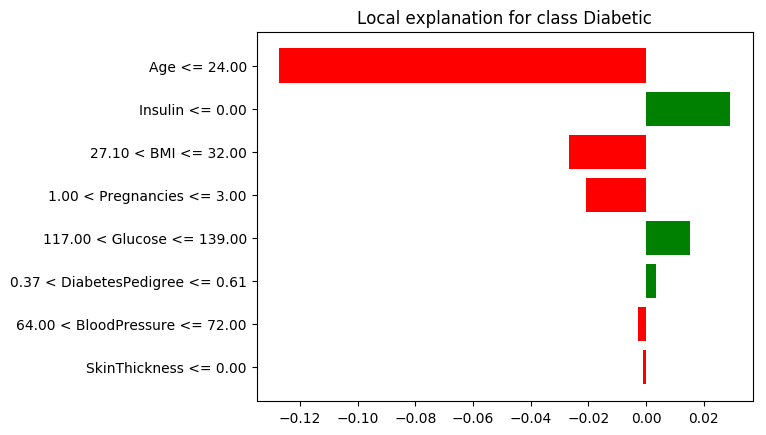 Local explanation for class Diabetic
Age <= 24.00
Insulin <= 0.00
27.10 < BMI <= 32.00
1.00 < Pregnancies <= 3.00
117.00 < Glucose <= 139.00
0.37 < DiabetesPedigree <= 0.61
64.00 < BloodPressure <= 72.00
SkinThickness <= 0.00
−0.12 −0.10 −0.08 −0.06 −0.04 −0.02 0.00 0.02